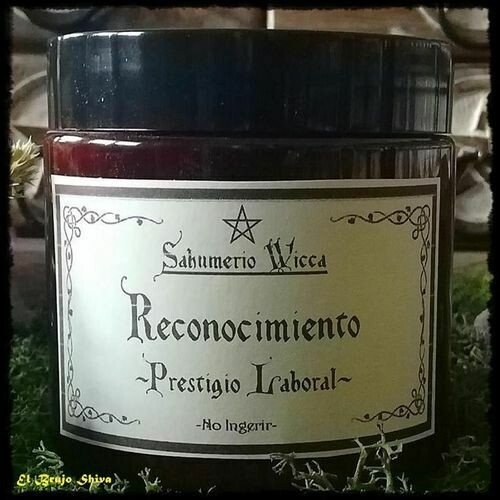 Sahumerio Wicca
Reconocimiento
~Prestigio Laboral~
-No Ingerir-
El Brujo Shiva